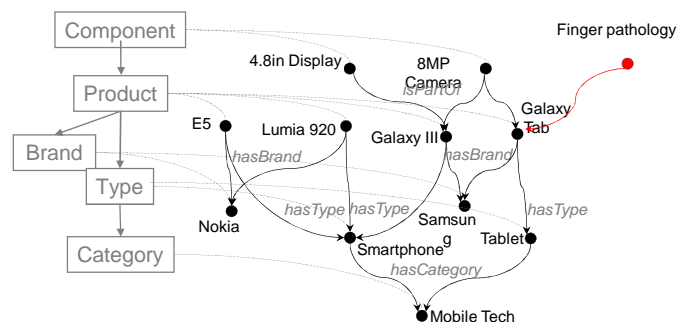 Component
Finger pathology
4.8in Display
8MP
Camera
isPartOf
Product
Galaxy
Tab
E5
Lumia 920
Galaxy III
Brand
hasBrand
hasBrand
Type
hasType
hasType
hasType
Nokia
Samsun
g
Smartphone
Tablet
Category
hasCategory
Mobile Tech